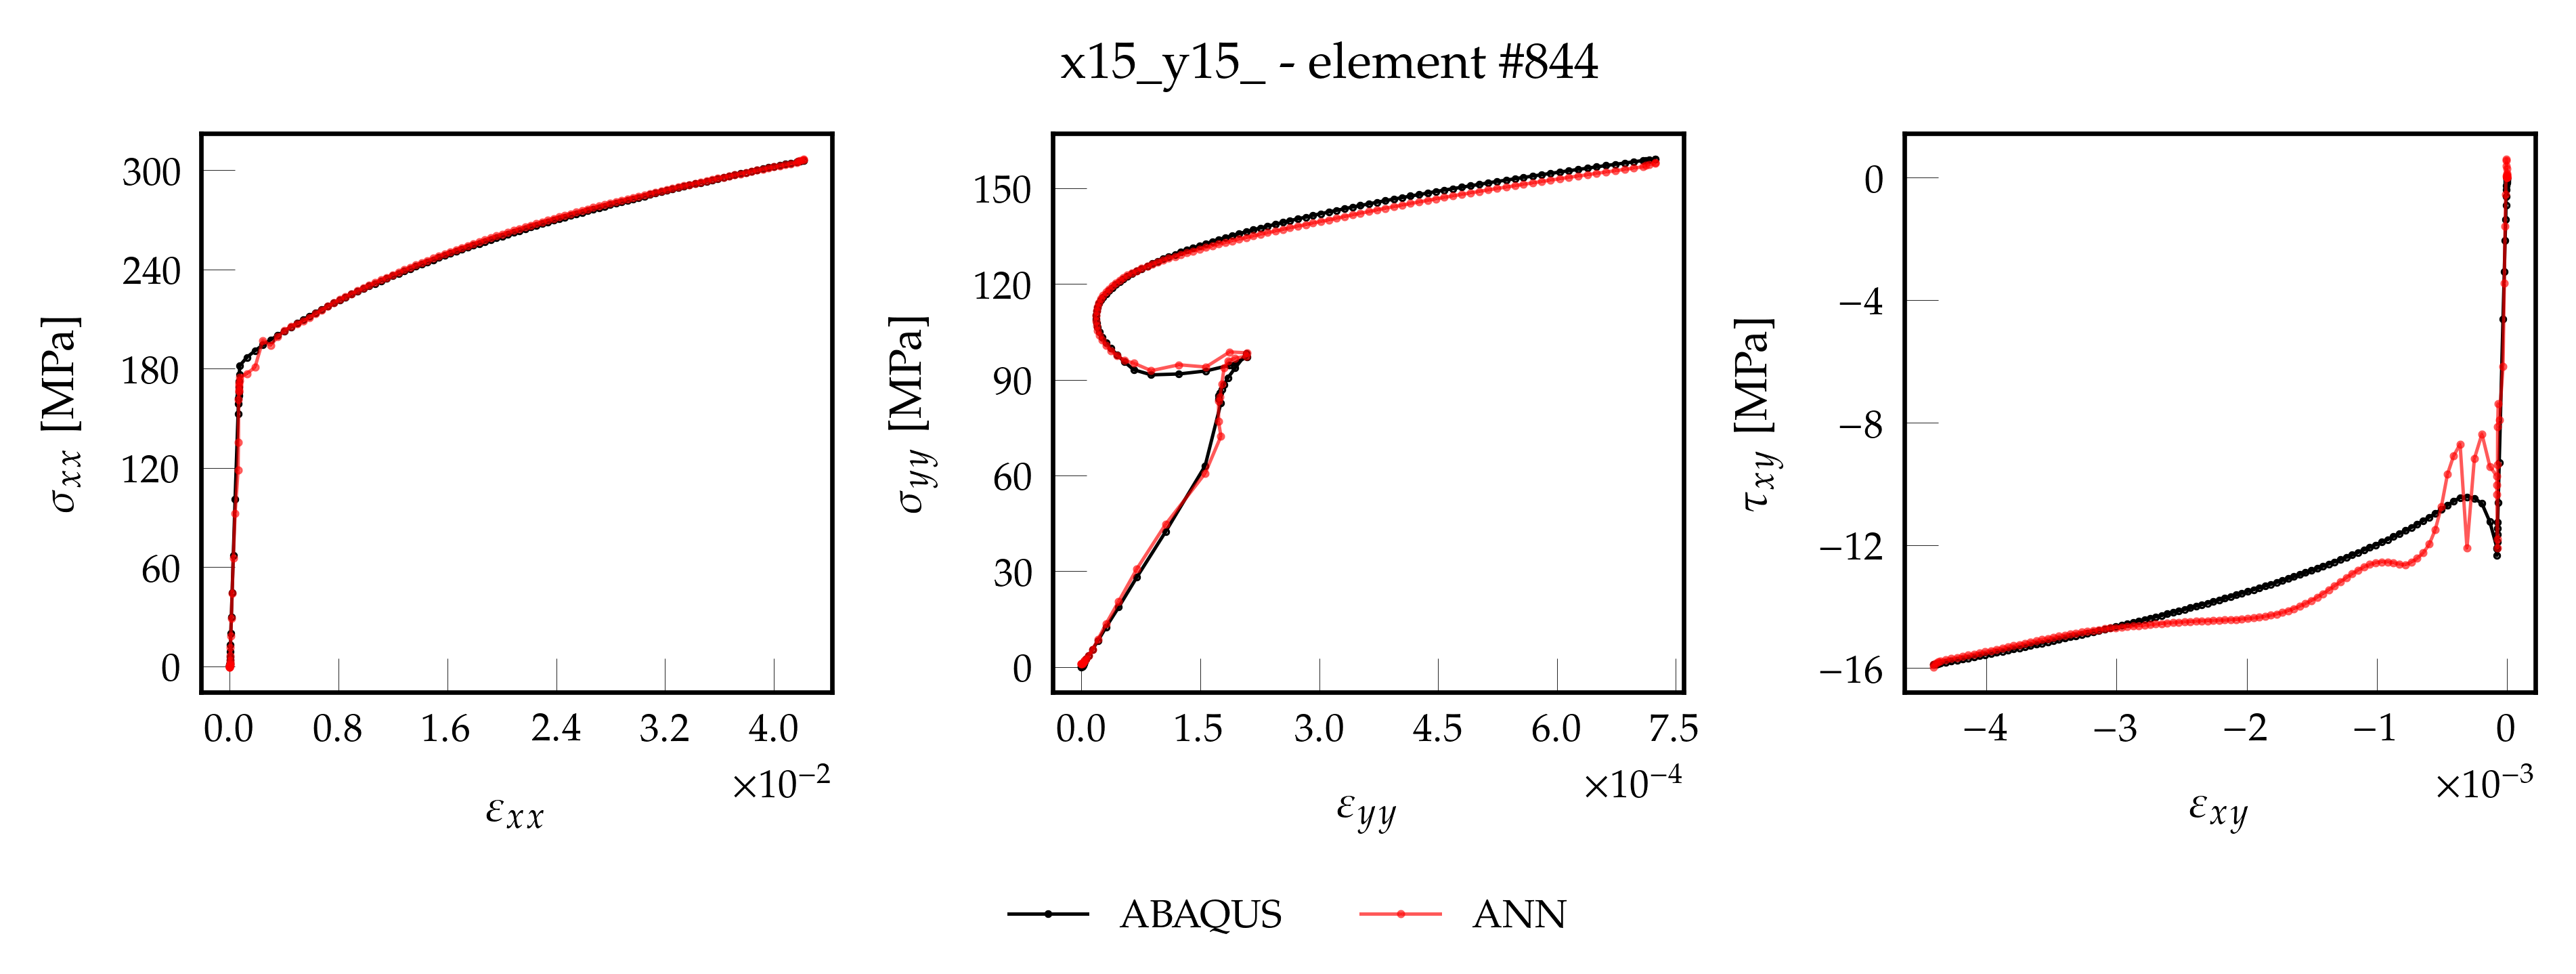 x15_y15_ - element #844
σxx [MPa]
300
240
180
120
60
0
0.0 0.8 1.6 2.4 3.2 4.0
×10−2
εxx
σyy [MPa]
150
120
90
60
30
0
0.0 1.5 3.0 4.5 6.0 7.5
×10−4
εyy
τxy [MPa]
0
−4
−8
−12
−16
−4 −3 −2 −1 0
×10−3
εxy
ABAQUS ANN